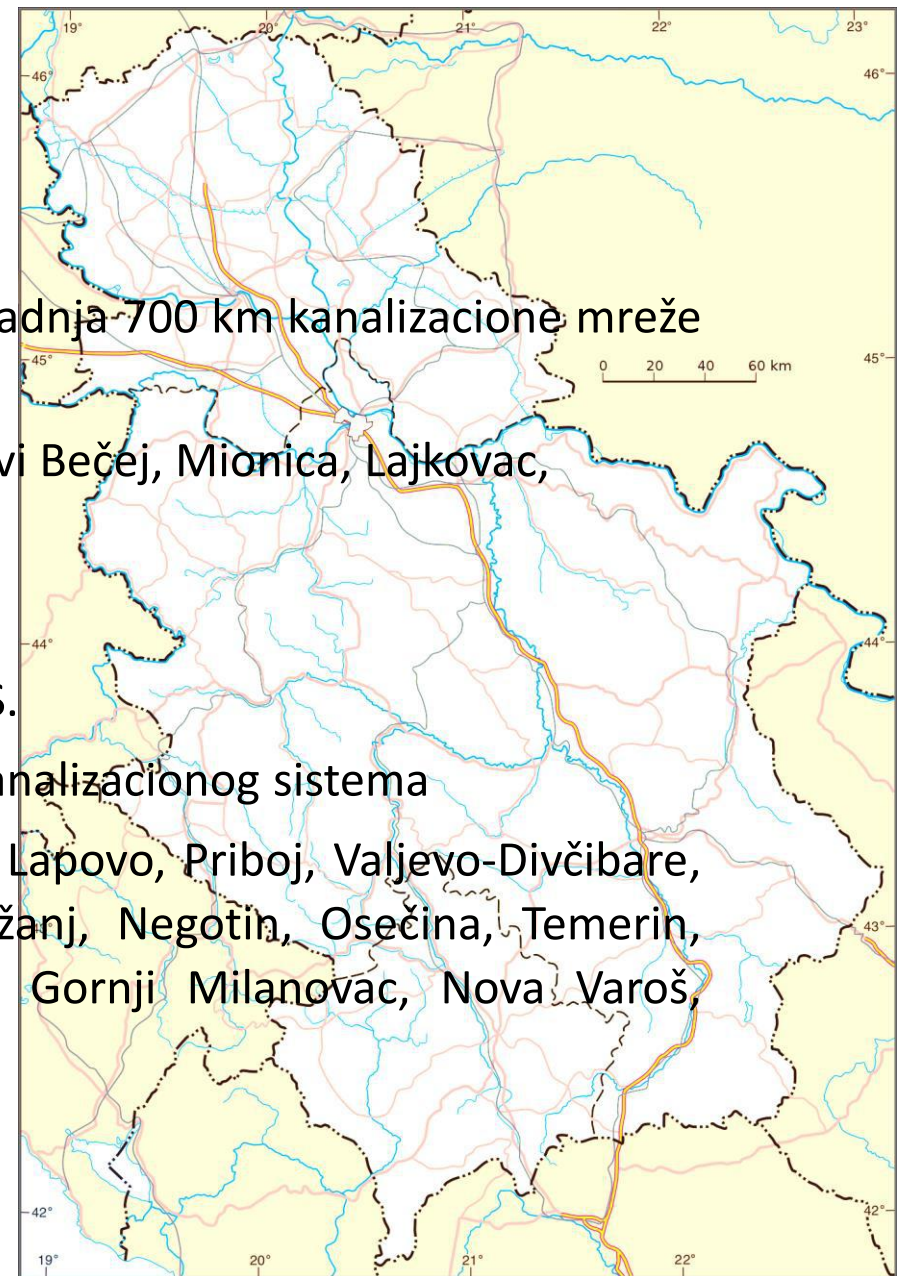 19° 20° 21° 22° 23°
46° 46°
adnja 700 km kanalizacione mreže
45° 45°
0 20 40 60 km
vi Bečej, Mionica, Lajkovac,
44° 44°
S.
analizacionog sistema
Lapovo, Priboj, Valjevo-Divčibare,
žanj, Negotin, Osečina, Temerin,
43° 43°
Gornji Milanovac, Nova Varoš,
42° 42°
19° 20° 21° 22°